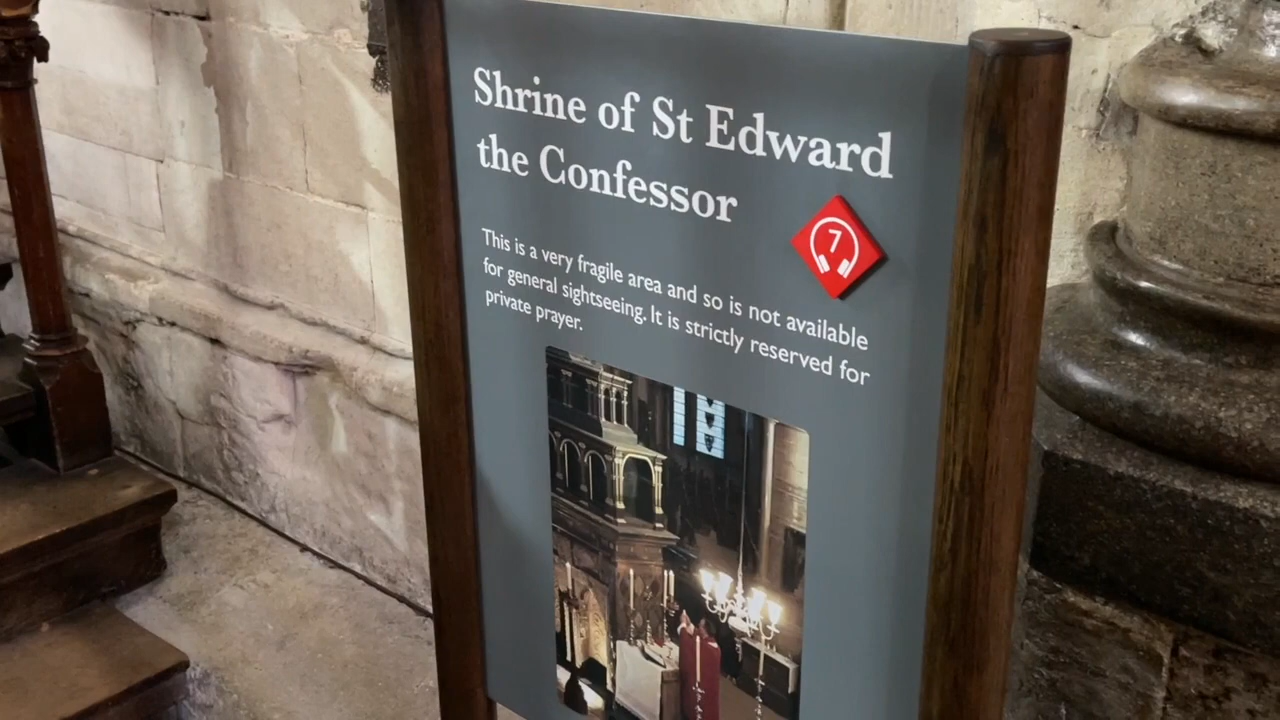 Shrine of St Edward
the Confessor
7
This is a very fragile area and so is not available
for general sightseeing. It is strictly reserved for
private prayer.